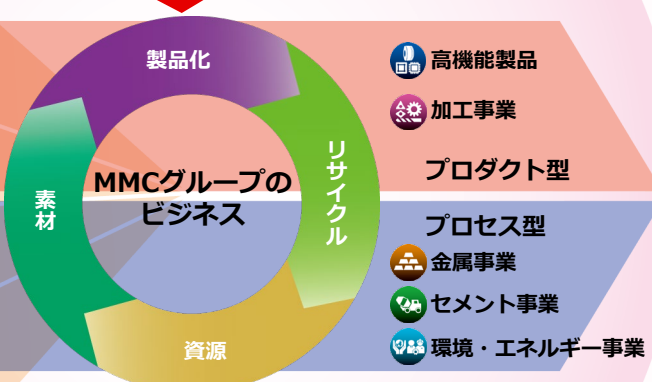 製品化
リサイクル
素材
資源
MMCグループの
ビジネス
高機能製品
加工事業
プロダクト型
プロセス型
金属事業
セメント事業
環境・エネルギー事業